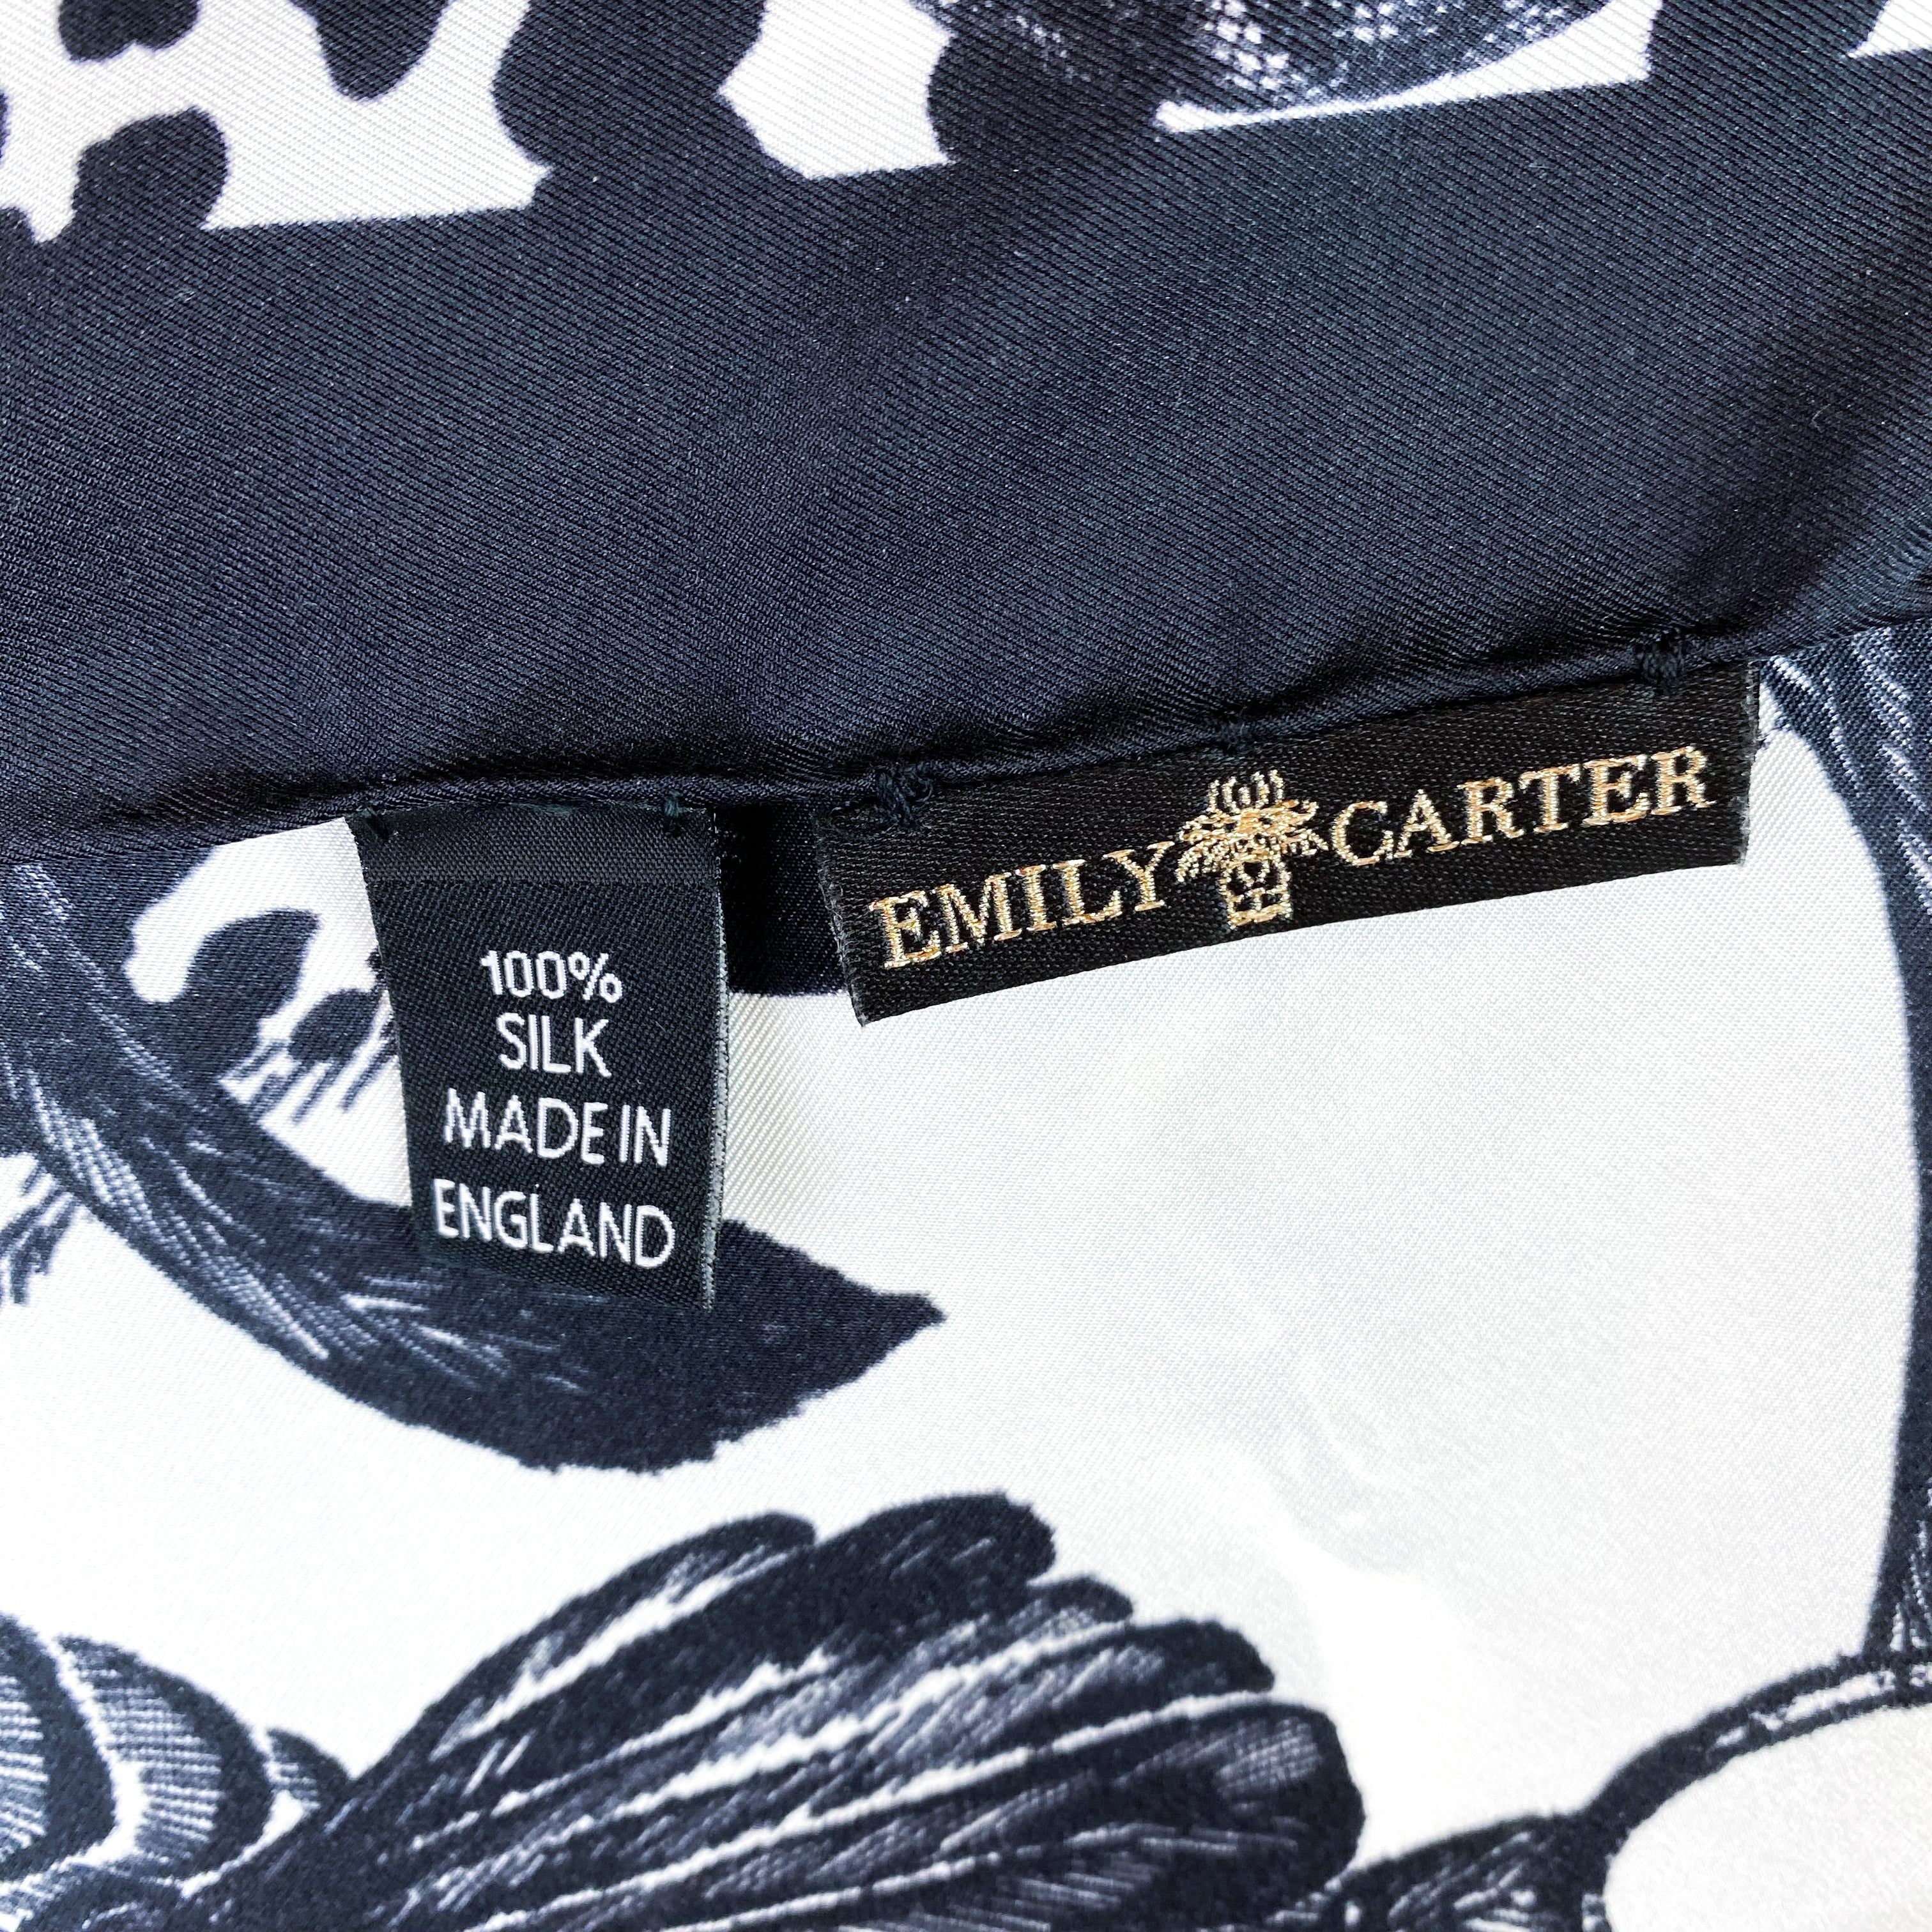 100%
SILK
MADE IN
ENGLAND
EMILY CARTER